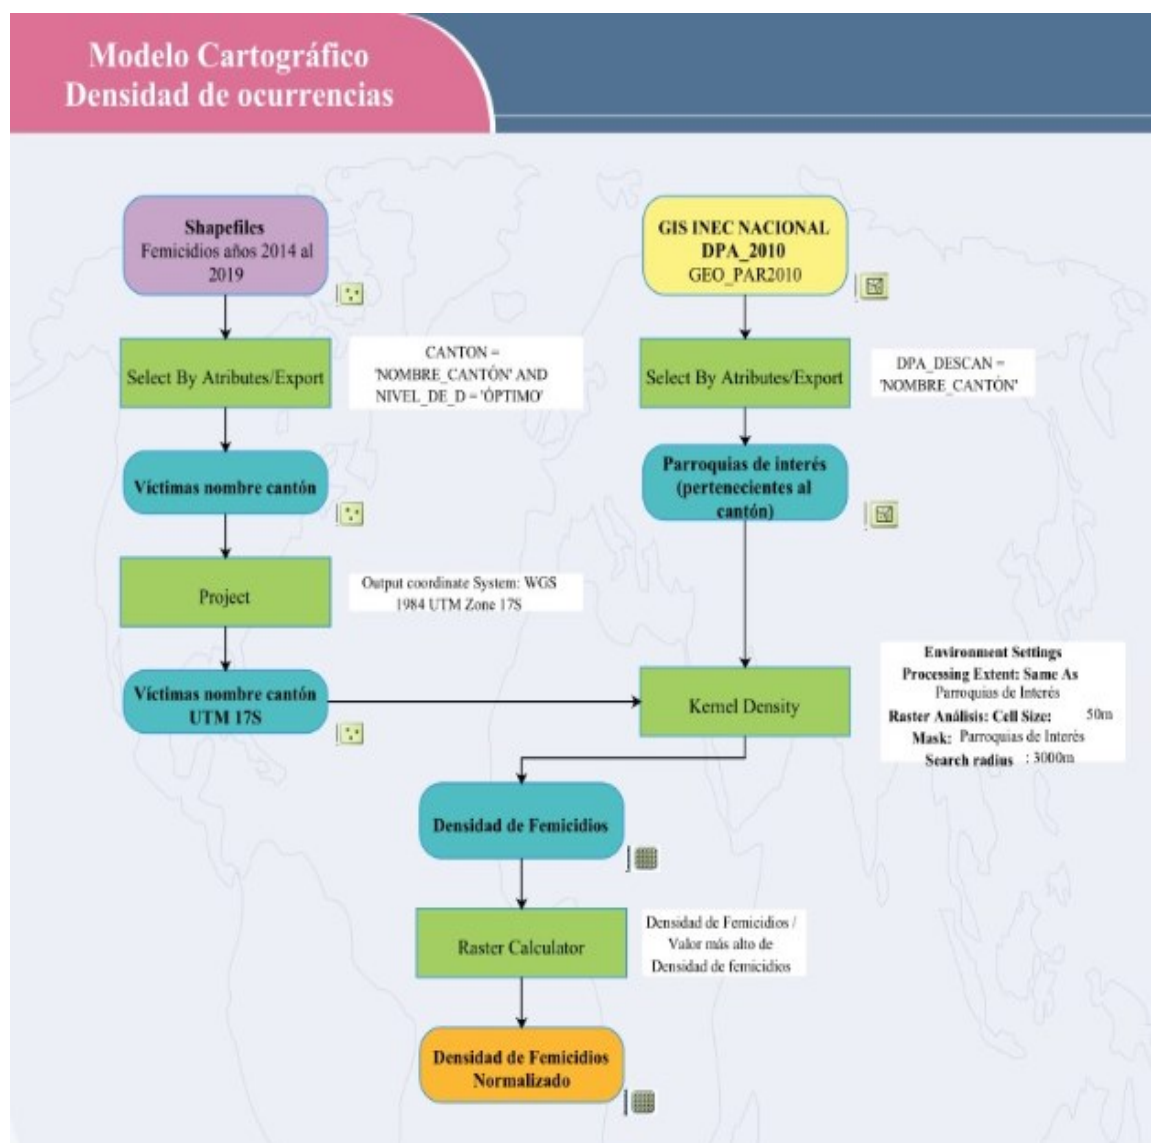 Modelo Cartográfico
Densidad de ocurrencias
Shapefiles
Femicidios años 2014 al
2019
GIS INEC NACIONAL
DPA_2010
GEO_PAR2010
Select By Atributes/Export
CANTON =
'NOMBRE_CANTÓN' AND
NIVEL_DE_D = 'ÓPTIMO'
Select By Atributes/Export
DPA_DESCAN =
'NOMBRE_CANTÓN'
Víctimas nombre cantón
Parroquias de interés
(pertenecientes al
cantón)
Project
Output coordinate System: WGS
1984 UTM Zone 17S
Víctimas nombre cantón
UTM 17S
Kernel Density
Environment Settings
Processing Extent: Same As
Parroquias de Interés
Raster Análisis: Cell Size: 50m
Mask: Parroquias de Interés
Search radius : 3000m
Densidad de Femicidios
Raster Calculator
Densidad de Femicidios /
Valor más alto de
Densidad de femicidios
Densidad de Femicidios
Normalizado